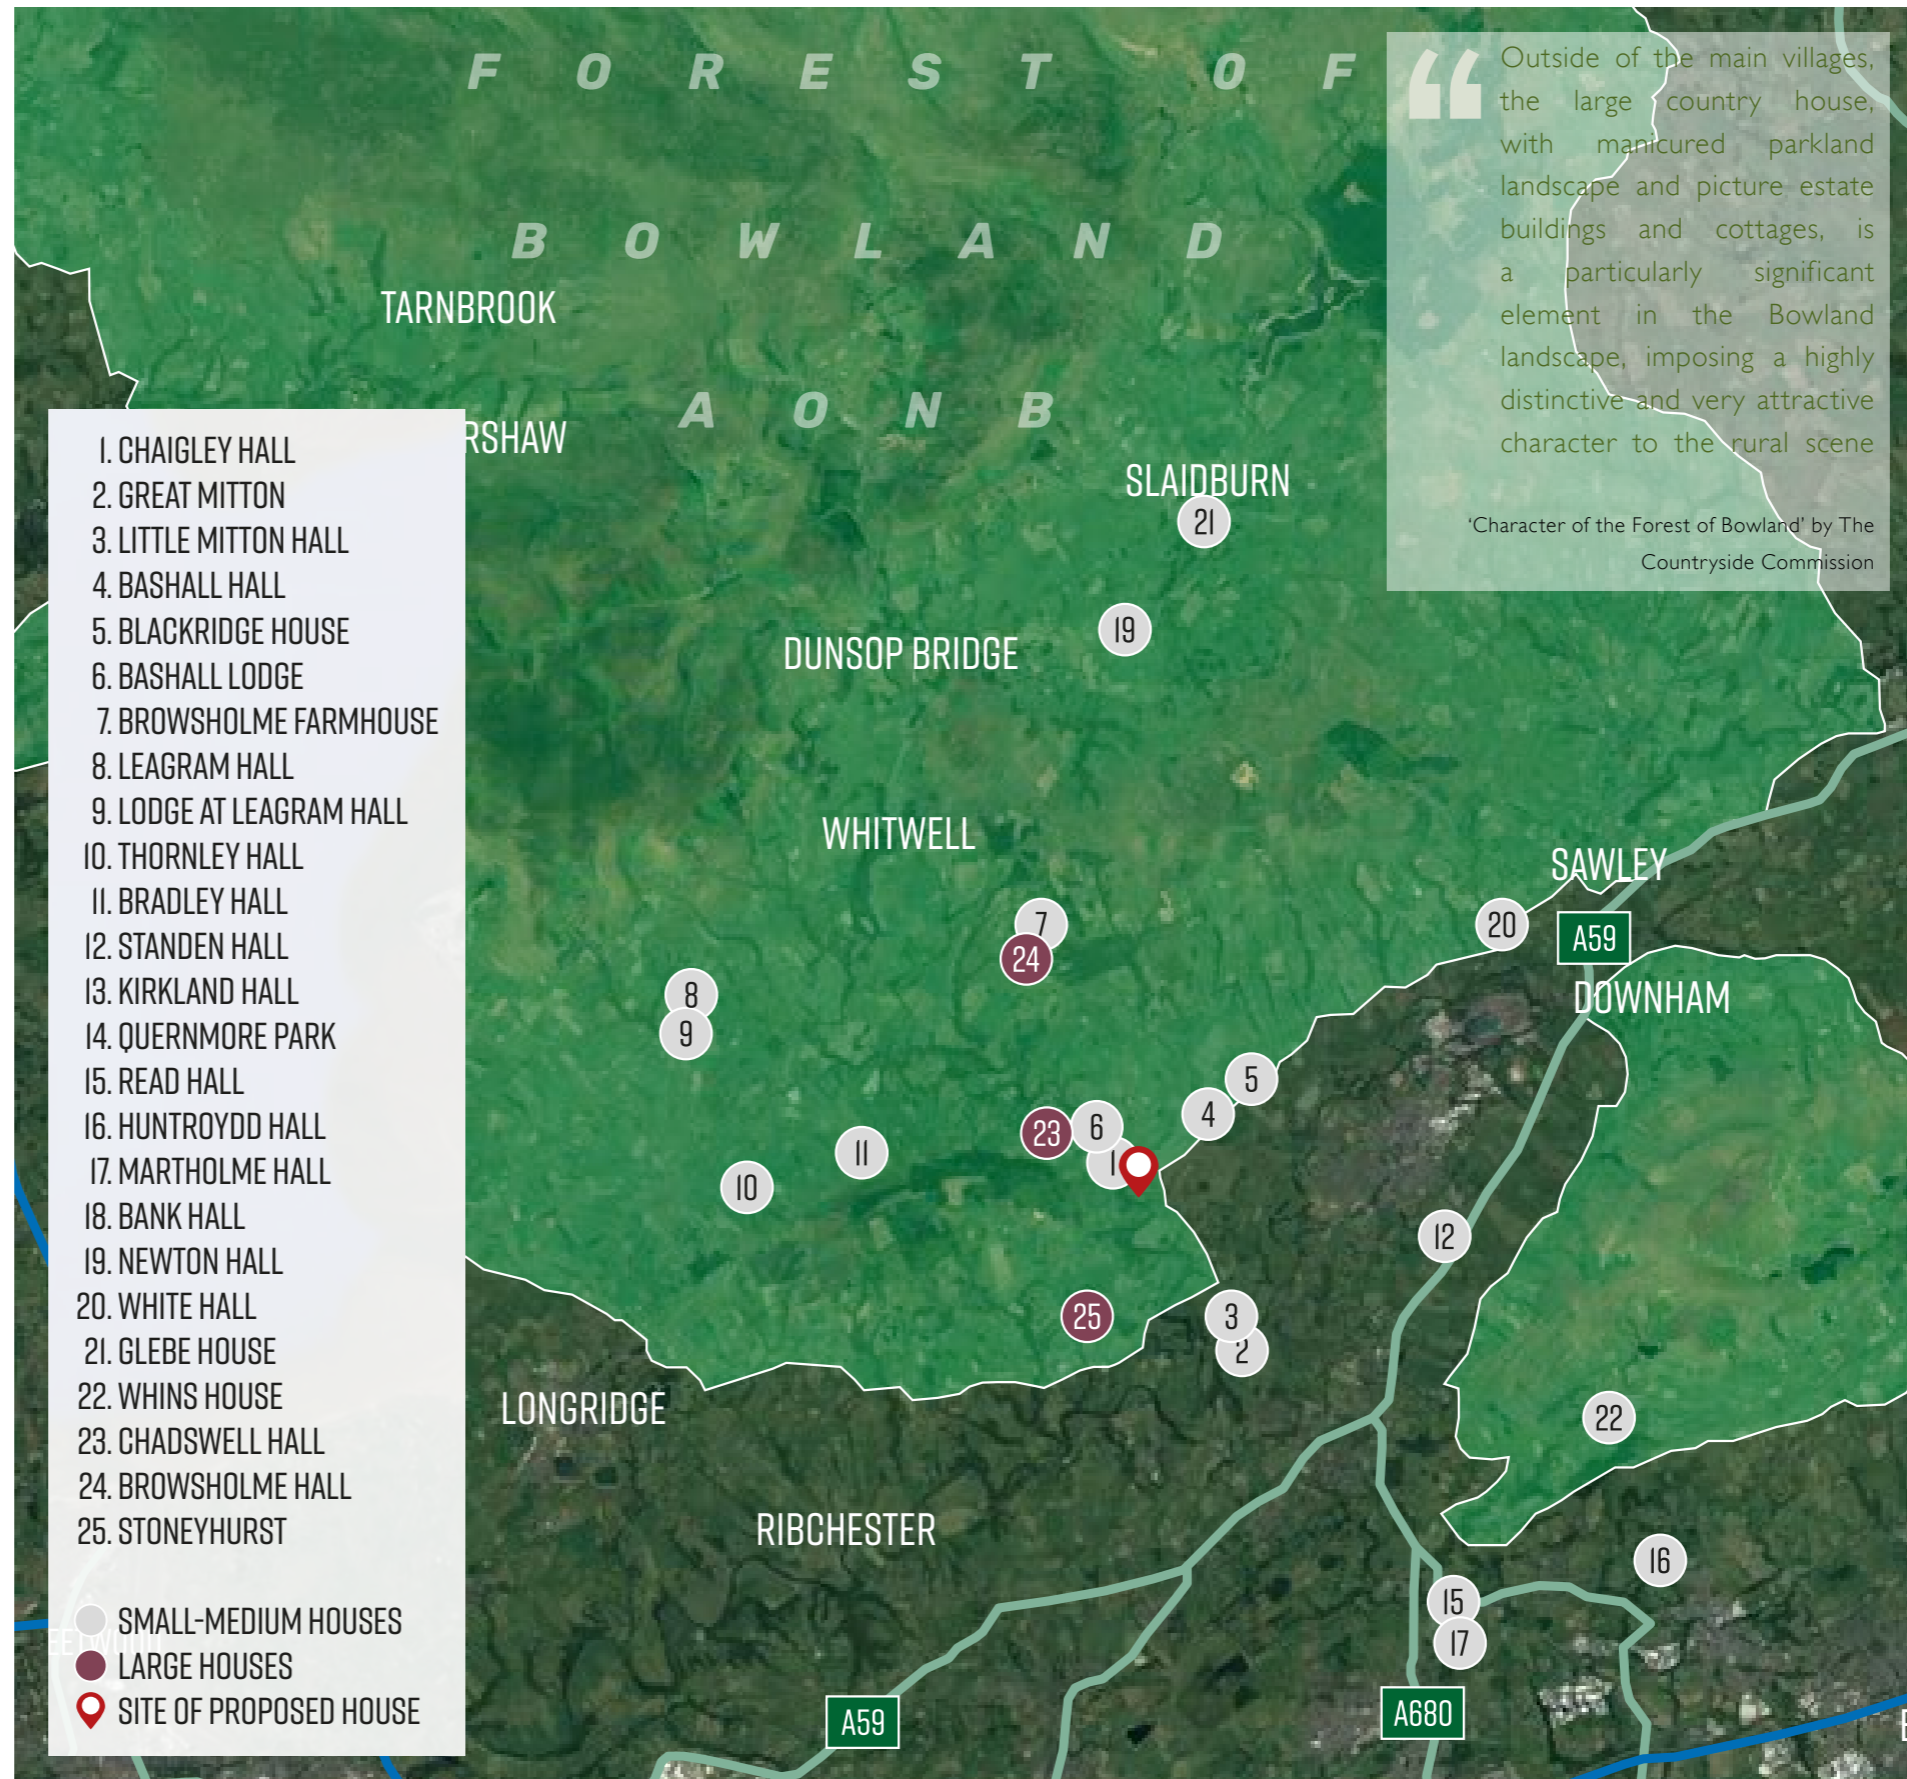 FOREST OF
BOWLAND
AONB
Outside of the main villages,
the large country house,
with manicured parkland
landscape and picture estate
buildings and cottages, is
a particularly significant
element in the Bowland
landscape, imposing a highly
distinctive and very attractive
character to the rural scene
‘Character of the Forest of Bowland’ by The
Countryside Commission
TARNBROOK
RSHAW
SLAIDBURN
21
19
DUNSOP BRIDGE
WHITWELL
SAWLEY
7
24
20
A59
DOWNHAM
8
9
5
4
6
23
1
11
10
12
25
3
2
LONGRIDGE
22
RIBCHESTER
16
15
17
A59
A680
1. CHAIGLEY HALL
2. GREAT MITTON
3. LITTLE MITTON HALL
4. BASHALL HALL
5. BLACKRIDGE HOUSE
6. BASHALL LODGE
7. BROWSHOLME FARMHOUSE
8. LEAGRAM HALL
9. LODGE AT LEAGRAM HALL
10. THORNLEY HALL
11. BRADLEY HALL
12. STANDEN HALL
13. KIRKLAND HALL
14. QUERNMORE PARK
15. READ HALL
16. HUNTROYDD HALL
17. MARTHOLME HALL
18. BANK HALL
19. NEWTON HALL
20. WHITE HALL
21. GLEBE HOUSE
22. WHINS HOUSE
23. CHADSWELL HALL
24. BROWSHOLME HALL
25. STONEYHURST
SMALL-MEDIUM HOUSES
LARGE HOUSES
SITE OF PROPOSED HOUSE